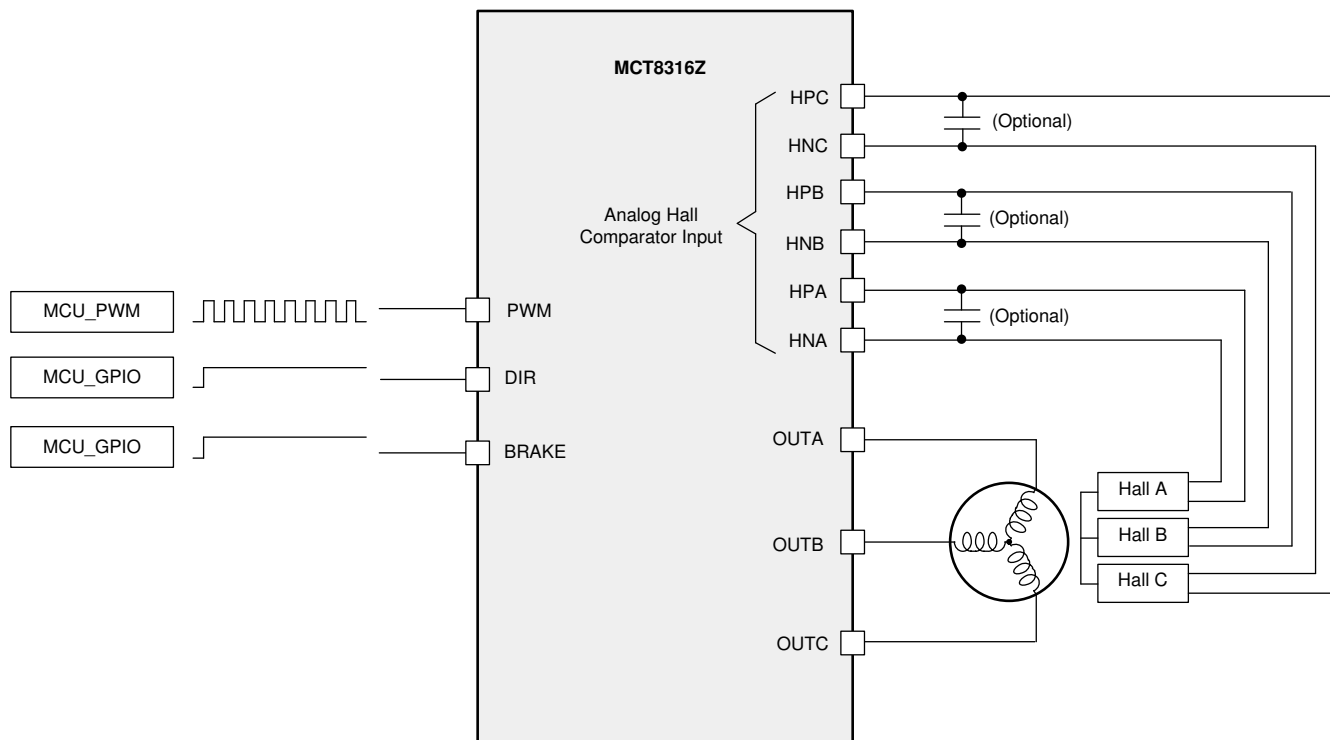 MCT8316Z
HPC
(Optional)
HNC
HPB
Analog Hall
Comparator Input
(Optional)
HNB
HPA
MCU_PWM
PWM
(Optional)
HNA
MCU_GPIO
DIR
MCU_GPIO
BRAKE
OUTA
Hall A
OUTB
Hall B
Hall C
OUTC